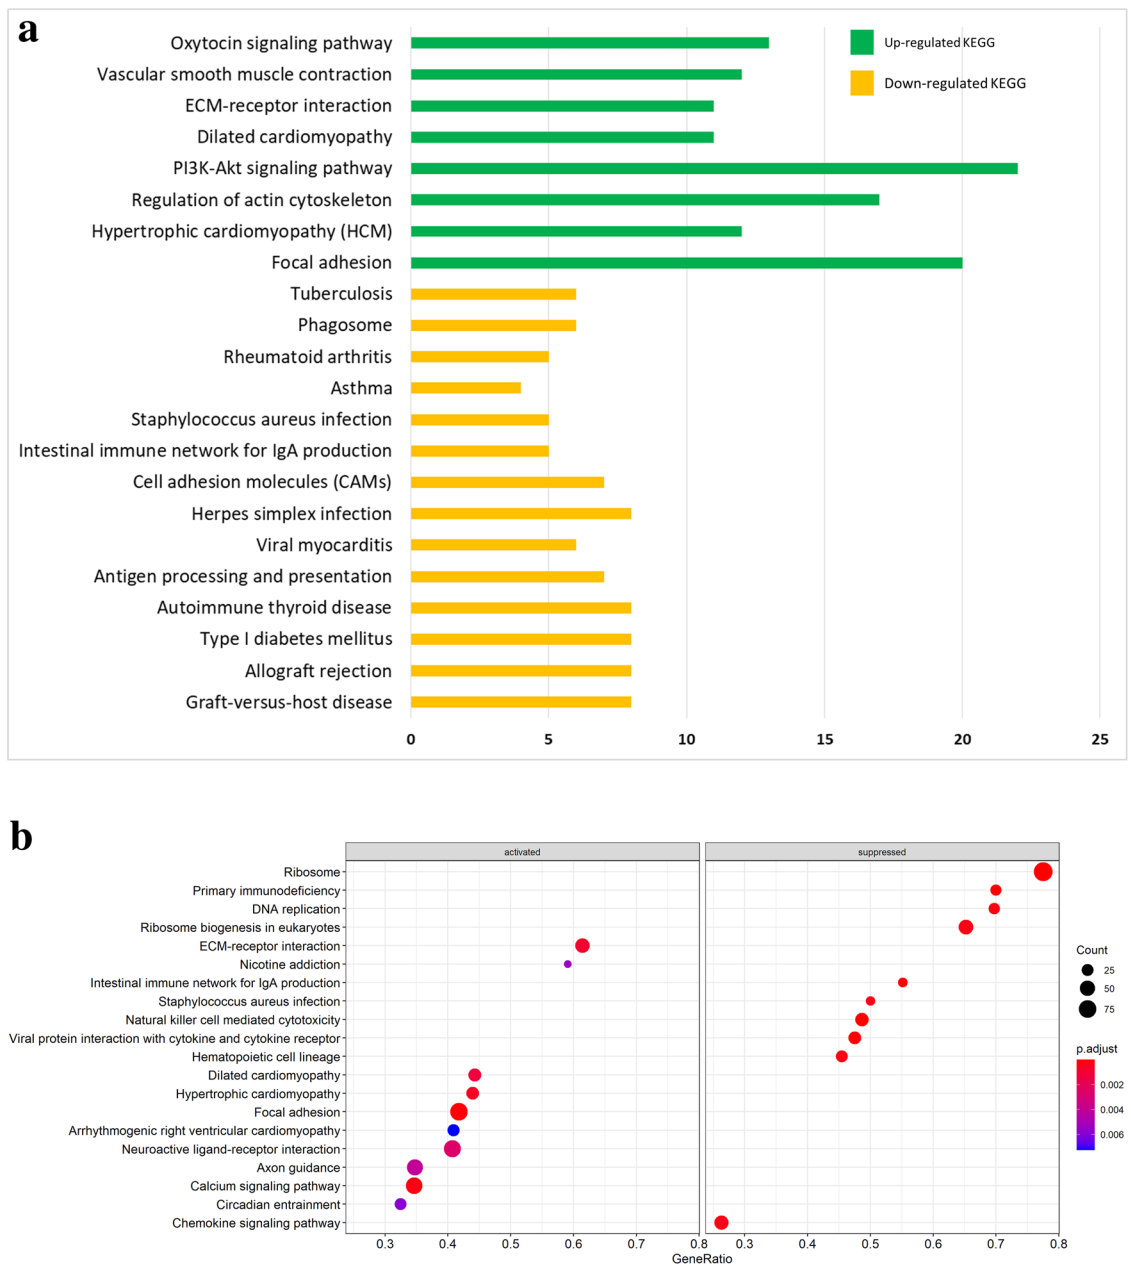 a
Oxytocin signaling pathway
Vascular smooth muscle contraction
ECM-receptor interaction
Dilated cardiomyopathy
PI3K-Akt signaling pathway
Regulation of actin cytoskeleton
Hypertrophic cardiomyopathy (HCM)
Focal adhesion
Tuberculosis
Phagosome
Rheumatoid arthritis
Asthma
Staphylococcus aureus infection
Intestinal immune network for IgA production
Cell adhesion molecules (CAMs)
Herpes simplex infection
Viral myocarditis
Antigen processing and presentation
Autoimmune thyroid disease
Type I diabetes mellitus
Allograft rejection
Graft-versus-host disease
0 5 10 15 20 25
Up-regulated KEGG
Down-regulated KEGG
b
activated suppressed
Ribosome
Primary immunodeficiency
DNA replication
Ribosome biogenesis in eukaryotes
ECM-receptor interaction
Nicotine addiction
Intestinal immune network for IgA production
Staphylococcus aureus infection
Natural killer cell mediated cytotoxicity
Viral protein interaction with cytokine and cytokine receptor
Hematopoietic cell lineage
Dilated cardiomyopathy
Hypertrophic cardiomyopathy
Focal adhesion
Arrhythmogenic right ventricular cardiomyopathy
Neuroactive ligand-receptor interaction
Axon guidance
Calcium signaling pathway
Circadian entrainment
Chemokine signaling pathway
0.3 0.4 0.5 0.6 0.7 0.8 0.3 0.4 0.5 0.6 0.7 0.8
GeneRatio
Count
25
50
75
p.adjust
0.002
0.004
0.006